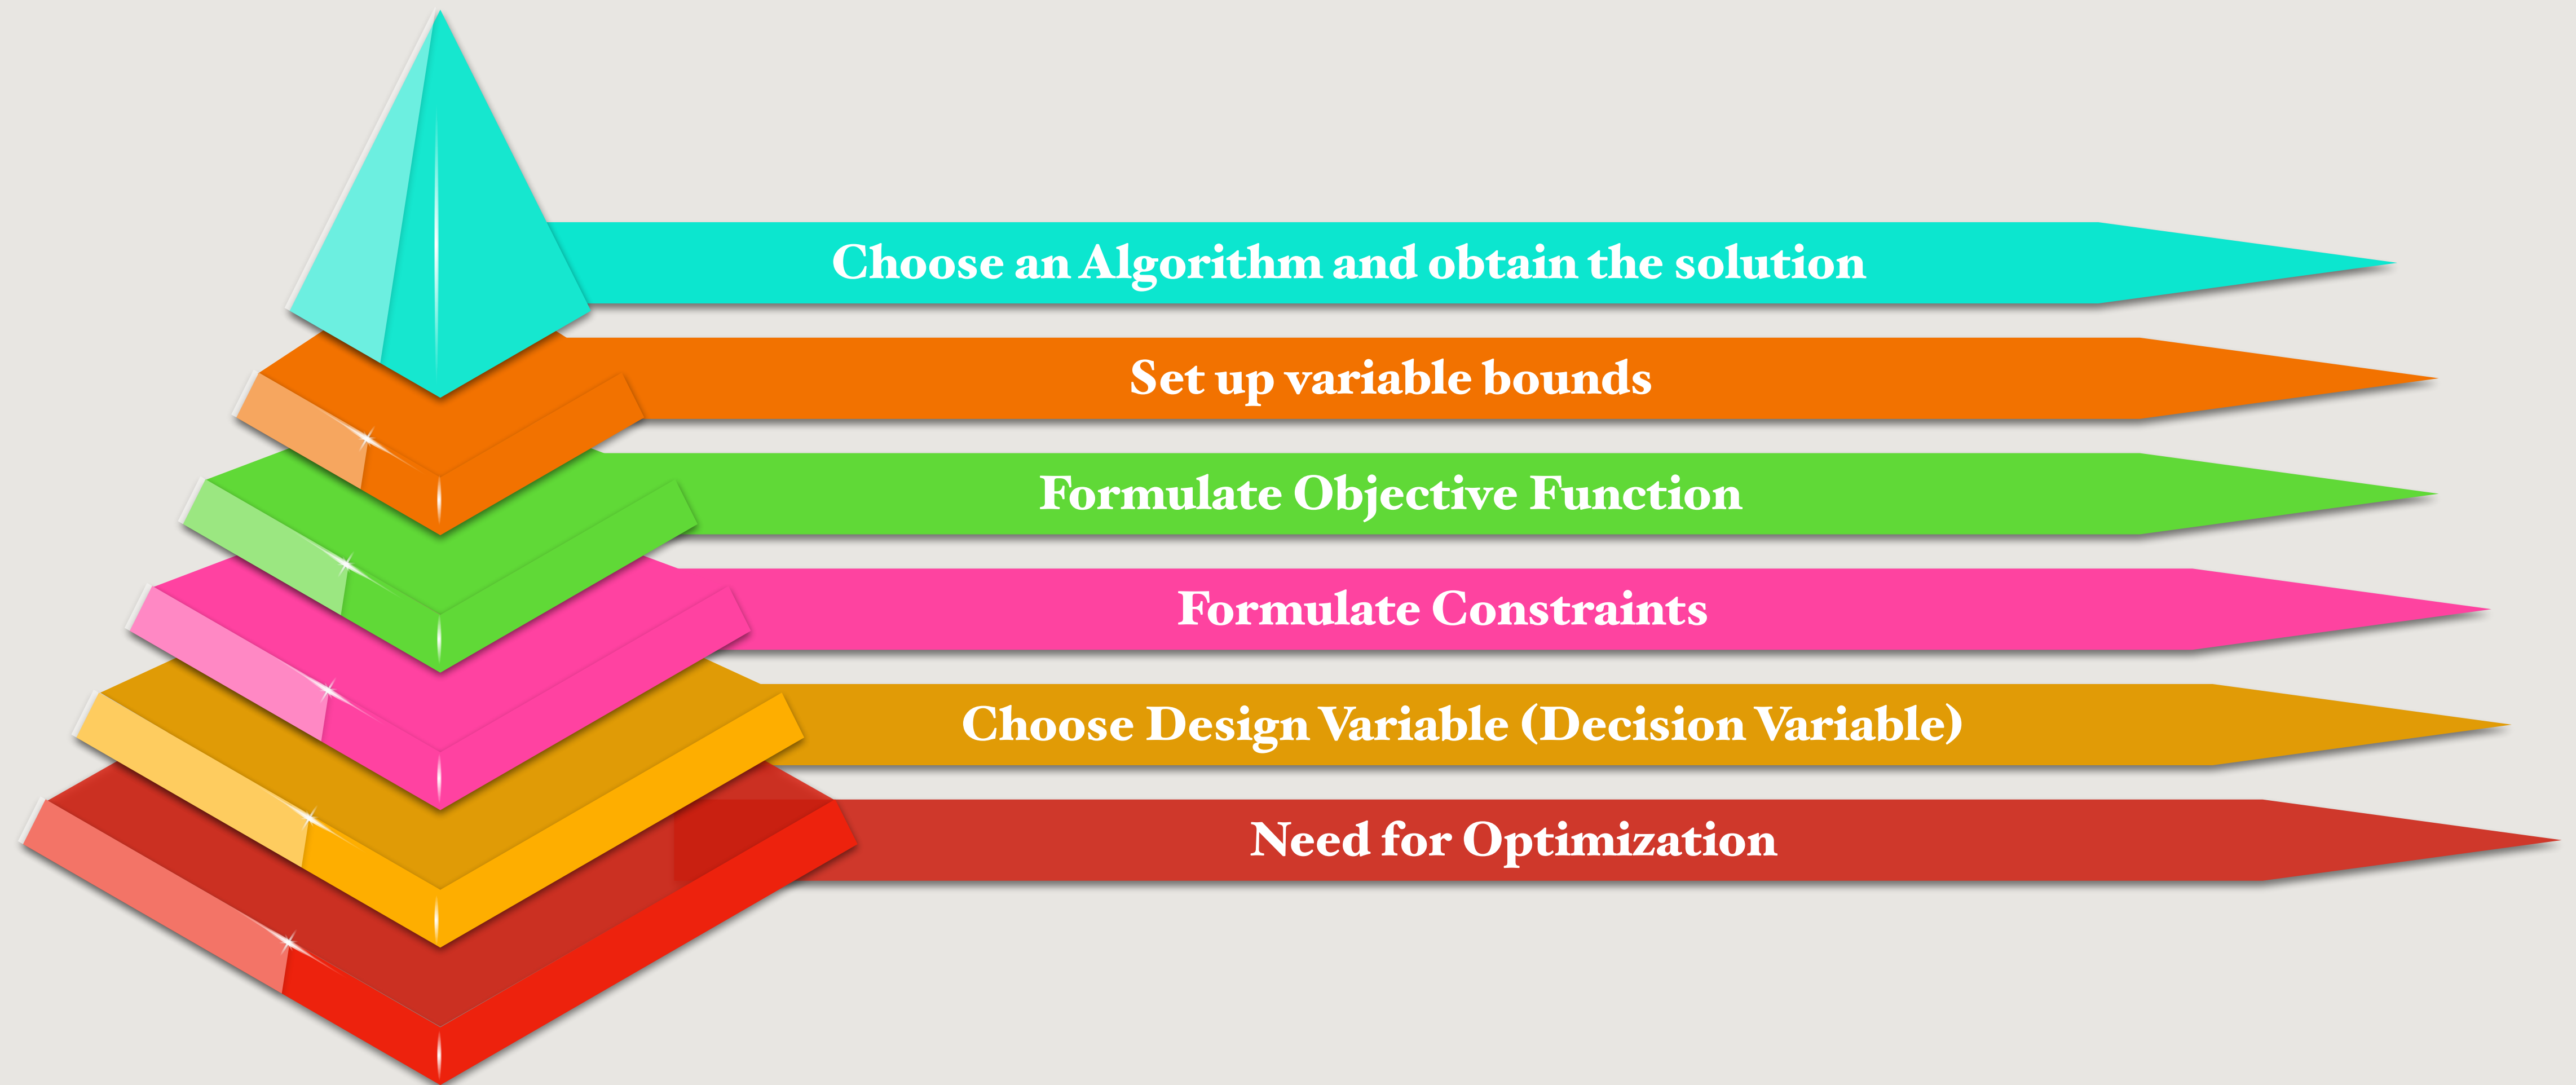 Choose an Algorithm and obtain the solution
Set up variable bounds
Formulate Objective Function
Formulate Constraints
Choose Design Variable (Decision Variable)
Need for Optimization